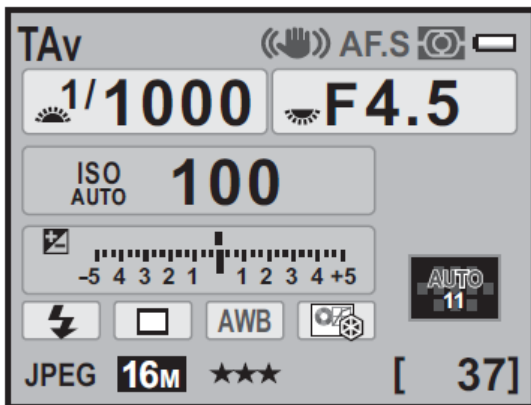 TAv AF.S
1/1000 F4.5
ISO AUTO 100
-5 4 3 2 1 1 2 3 4 +5
AUTO 11
AWB
JPEG 16M ★★★ [ 37]